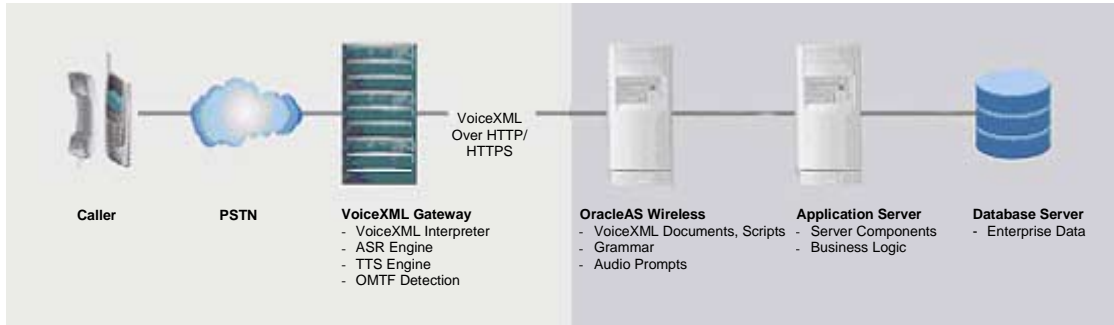 VoiceXML
Over HTTP/
HTTPS
Caller
PSTN
VoiceXML Gateway
- VoiceXML Interpreter
- ASR Engine
- TTS Engine
- OMTF Detection
OracleAS Wireless
- VoiceXML Documents, Scripts
- Grammar
- Audio Prompts
Application Server
- Server Components
- Business Logic
Database Server
- Enterprise Data